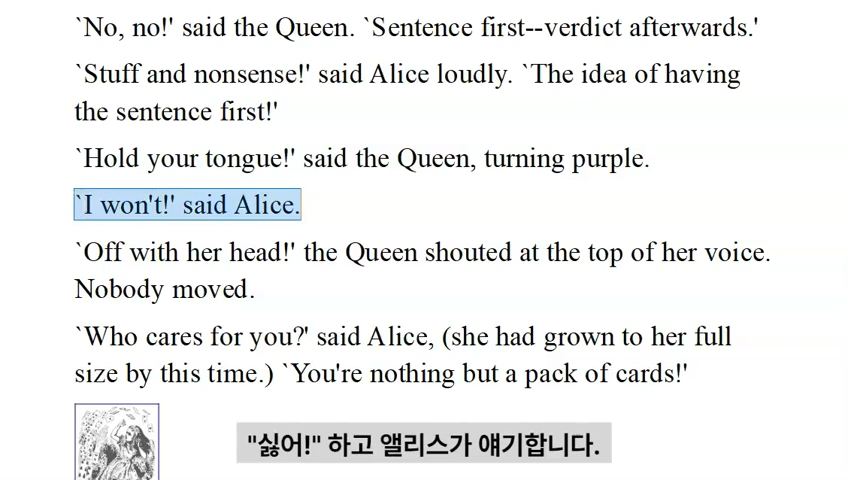 `No, no!' said the Queen. `Sentence first--verdict afterwards.'
`Stuff and nonsense!' said Alice loudly. `The idea of having
the sentence first!'
`Hold your tongue!' said the Queen, turning purple.
`I won't!' said Alice.
`Off with her head!' the Queen shouted at the top of her voice.
Nobody moved.
`Who cares for you?' said Alice, (she had grown to her full
size by this time.) `You're nothing but a pack of cards!'
"싫어!" 하고 앨리스가 얘기합니다.